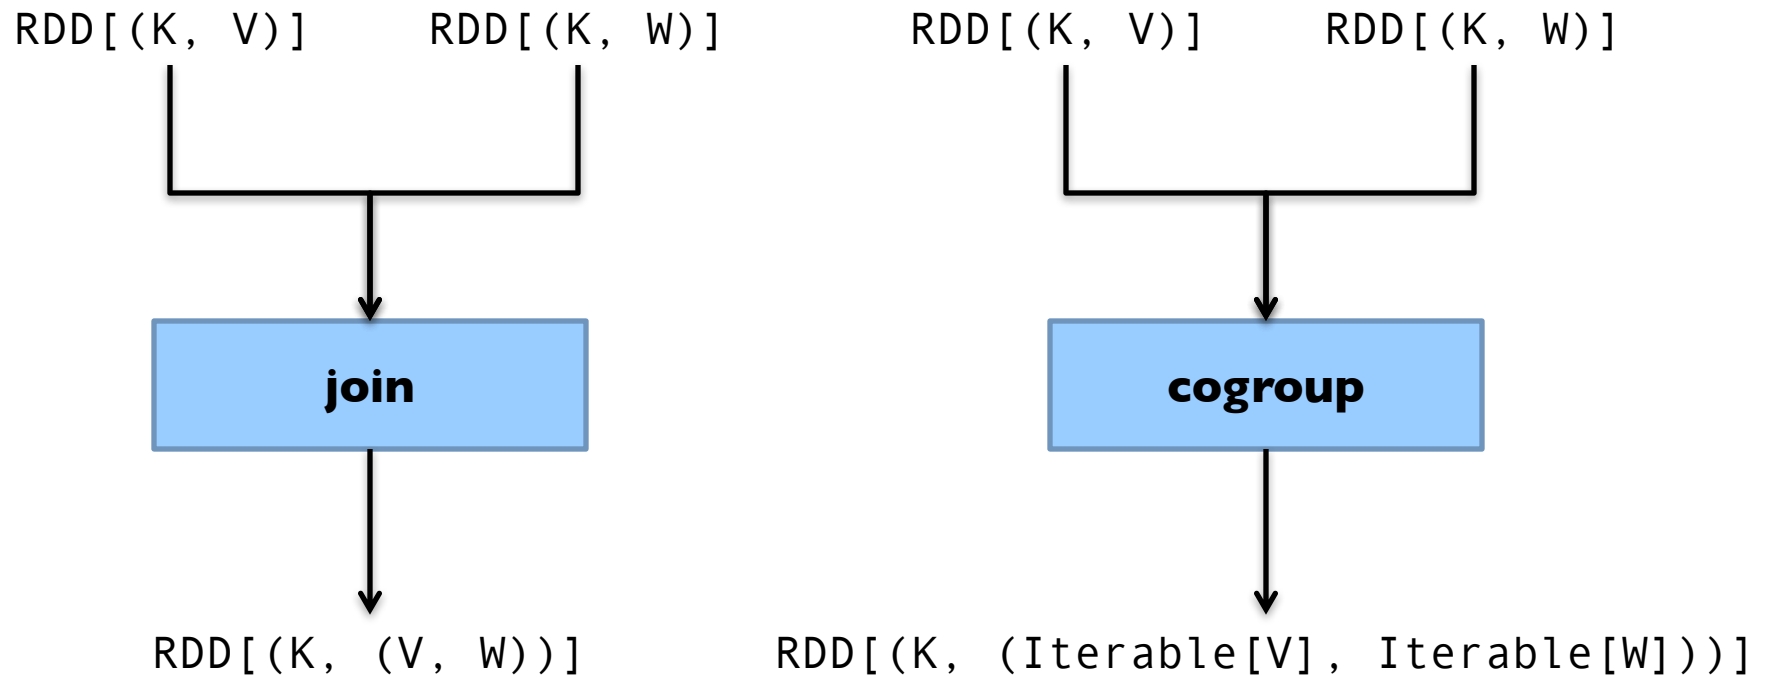 RDD[(K, V)] RDD[(K, W)] RDD[(K, V)] RDD[(K, W)]
join cogroup
RDD[(K, (V, W))] RDD[(K, (Iterable[V], Iterable[W]))]